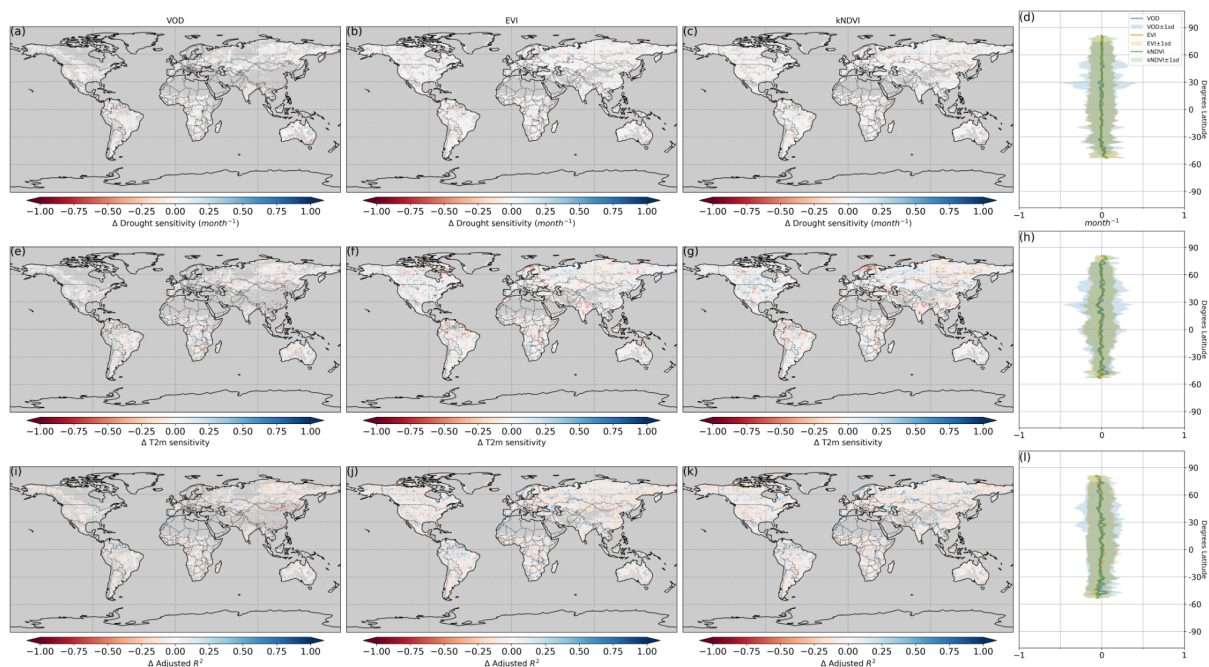 VOD EVI kNDVI
(a) (b) (c) (d)
VOD
VOD±1sd
EVI
EVI±1sd
kNDVI
kNDVI±1sd
90
60
30
0
-30
-60
-90
Degrees Latitude
−1 0 1
month⁻¹
−1.00 −0.75 −0.50 −0.25 0.00 0.25 0.50 0.75 1.00
Δ Drought sensitivity (month⁻¹)
−1.00 −0.75 −0.50 −0.25 0.00 0.25 0.50 0.75 1.00
Δ Drought sensitivity (month⁻¹)
−1.00 −0.75 −0.50 −0.25 0.00 0.25 0.50 0.75 1.00
Δ Drought sensitivity (month⁻¹)
(e) (f) (g) (h)
90
60
30
0
-30
-60
-90
Degrees Latitude
−1 0 1
−1.00 −0.75 −0.50 −0.25 0.00 0.25 0.50 0.75 1.00
Δ T2m sensitivity
−1.00 −0.75 −0.50 −0.25 0.00 0.25 0.50 0.75 1.00
Δ T2m sensitivity
−1.00 −0.75 −0.50 −0.25 0.00 0.25 0.50 0.75 1.00
Δ T2m sensitivity
(i) (j) (k) (l)
90
60
30
0
-30
-60
-90
Degrees Latitude
−1 0 1
−1.00 −0.75 −0.50 −0.25 0.00 0.25 0.50 0.75 1.00
Δ Adjusted R²
−1.00 −0.75 −0.50 −0.25 0.00 0.25 0.50 0.75 1.00
Δ Adjusted R²
−1.00 −0.75 −0.50 −0.25 0.00 0.25 0.50 0.75 1.00
Δ Adjusted R²